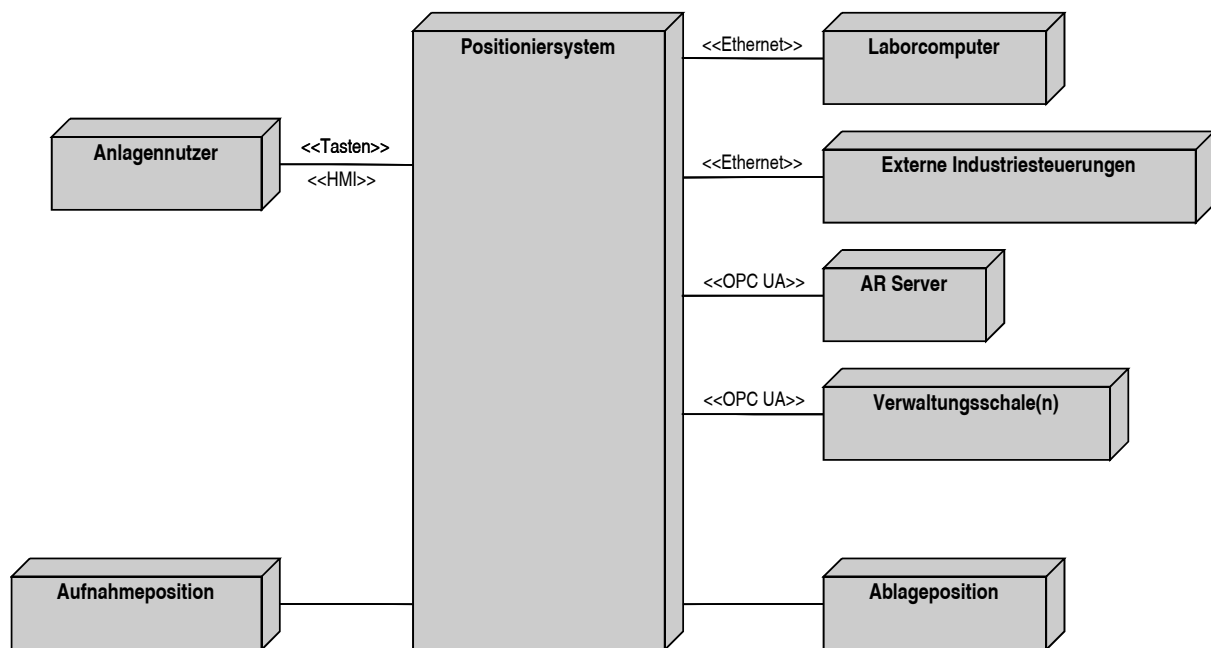 Positioniersystem
<<Ethernet>>
Laborcomputer
Anlagennutzer
<<Tasten>>
<<HMI>>
<<Ethernet>>
Externe Industriesteuerungen
<<OPC UA>>
AR Server
<<OPC UA>>
Verwaltungsschale(n)
Aufnahmeposition
Ablageposition